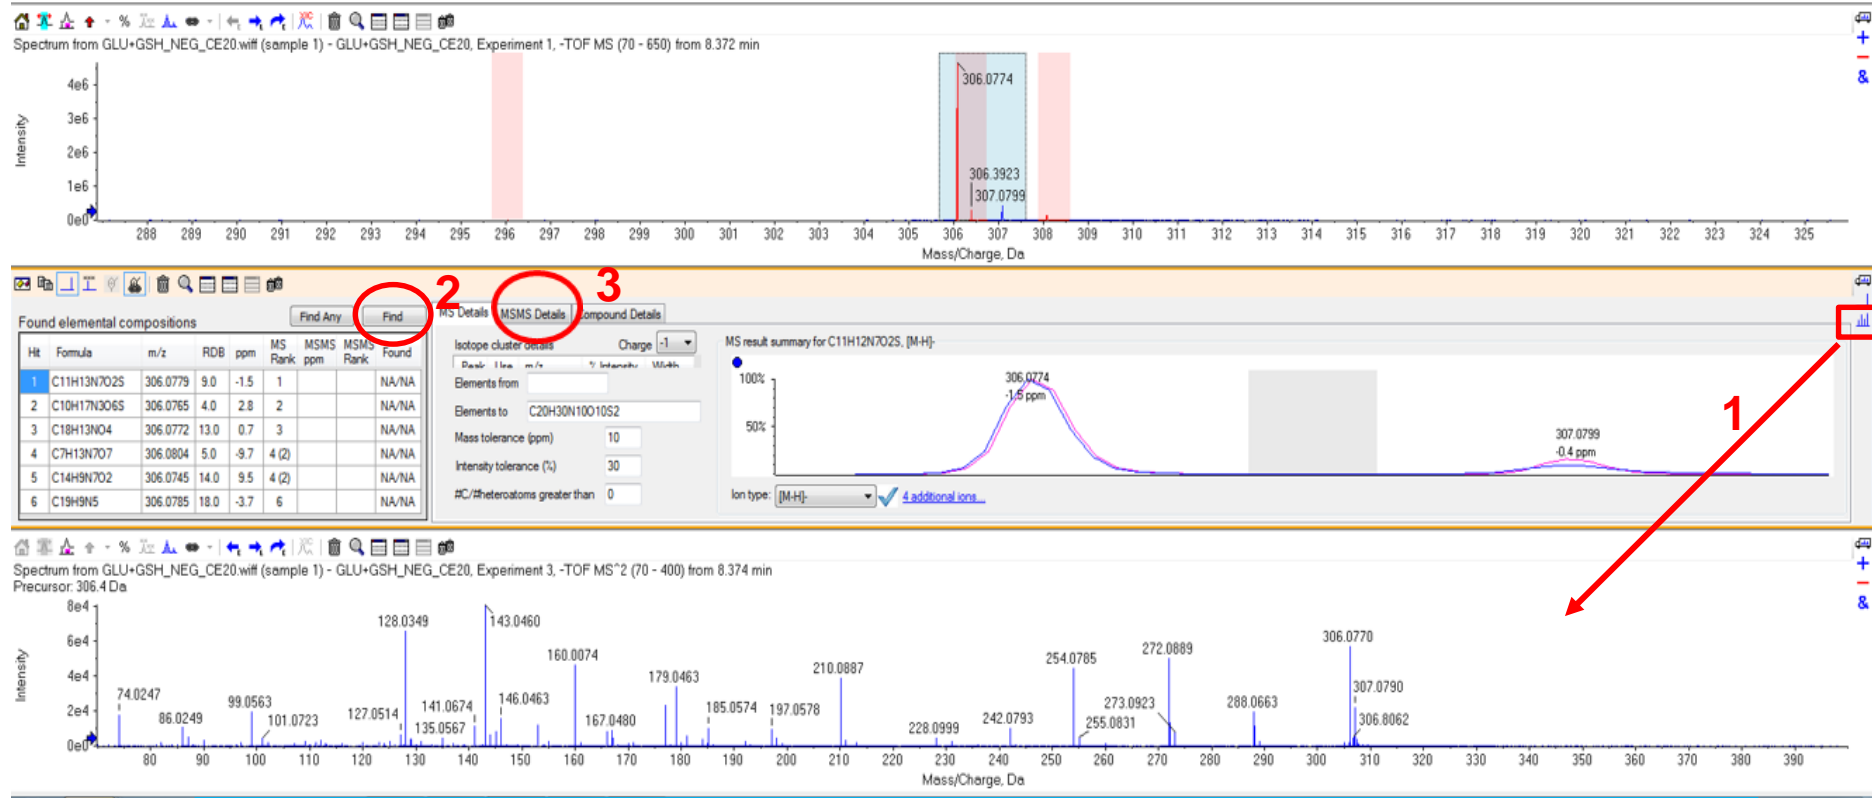 Spectrum from GLU+GSH_NEG_CE20.wiff (sample 1) - GLU+GSH_NEG_CE20, Experiment 1, -TOF MS (70 - 650) from 8.372 min
Intensity
4e6
3e6
2e6
1e6
0e0
306.0774
306.3923
307.0799
288 289 290 291 292 293 294 295 296 297 298 299 300 301 302 303 304 305 306 307 308 309 310 311 312 313 314 315 316 317 318 319 320 321 322 323 324 325
Mass/Charge, Da
2
3
1
Found elemental compositions
Find Any
Find
Hit Formula m/z RDB ppm MS Rank MSMS ppm MSMS Rank Found
1 C11H13N7O2S 306.0779 9.0 -1.5 1 NA/NA
2 C10H17N3O6S 306.0765 4.0 2.8 2 NA/NA
3 C18H13NO4 306.0772 13.0 0.7 3 NA/NA
4 C7H13N7O7 306.0804 5.0 -9.7 4 (2) NA/NA
5 C14H9N7O2 306.0745 14.0 9.5 4 (2) NA/NA
6 C19H9N5 306.0785 18.0 -3.7 6 NA/NA
MS Details
MSMS Details
Compound Details
Isotope cluster details
Charge -1
Peak Use m/z % Intensity Width
Elements from
Elements to C20H30N10O10S2
Mass tolerance (ppm) 10
Intensity tolerance (%) 30
#C/#heteroatoms greater than 0
MS result summary for C11H12N7O2S, [M-H]-
100%
50%
306.0774
-1.5 ppm
307.0799
-0.4 ppm
Ion type: [M-H]- 4 additional ions...
Spectrum from GLU+GSH_NEG_CE20.wiff (sample 1) - GLU+GSH_NEG_CE20, Experiment 3, -TOF MS^2 (70 - 400) from 8.374 min
Precursor: 306.4 Da
Intensity
8e4
6e4
4e4
2e4
0e0
74.0247
86.0249
99.0563
101.0723
127.0514
128.0349
135.0567
141.0674
143.0460
146.0463
160.0074
167.0480
179.0463
185.0574
197.0578
210.0887
228.0999
242.0793
254.0785
255.0831
272.0889
273.0923
288.0663
306.0770
307.0790
306.8062
80 90 100 110 120 130 140 150 160 170 180 190 200 210 220 230 240 250 260 270 280 290 300 310 320 330 340 350 360 370 380 390
Mass/Charge, Da